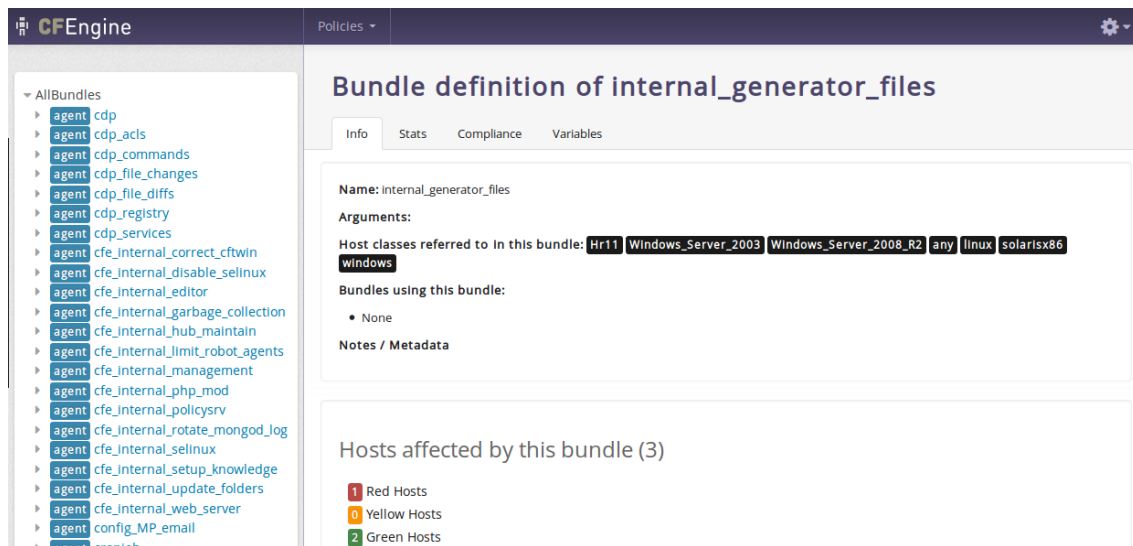 CFEngine
Policies
AllBundles
agent cdp
agent cdp_acls
agent cdp_commands
agent cdp_file_changes
agent cdp_file_diffs
agent cdp_registry
agent cdp_services
agent cfe_internal_correct_cftwin
agent cfe_internal_disable_selinux
agent cfe_internal_editor
agent cfe_internal_garbage_collection
agent cfe_internal_hub_maintain
agent cfe_internal_limit_robot_agents
agent cfe_internal_management
agent cfe_internal_php_mod
agent cfe_internal_policysrv
agent cfe_internal_rotate_mongod_log
agent cfe_internal_selinux
agent cfe_internal_setup_knowledge
agent cfe_internal_update_folders
agent cfe_internal_web_server
agent config_MP_email
Bundle definition of internal_generator_files
Info Stats Compliance Variables
Name: internal_generator_files
Arguments:
Host classes referred to in this bundle: Hr11 Windows_Server_2003 Windows_Server_2008_R2 any linux solarisx86
windows
Bundles using this bundle:
• None
Notes / Metadata
Hosts affected by this bundle (3)
1 Red Hosts
0 Yellow Hosts
2 Green Hosts